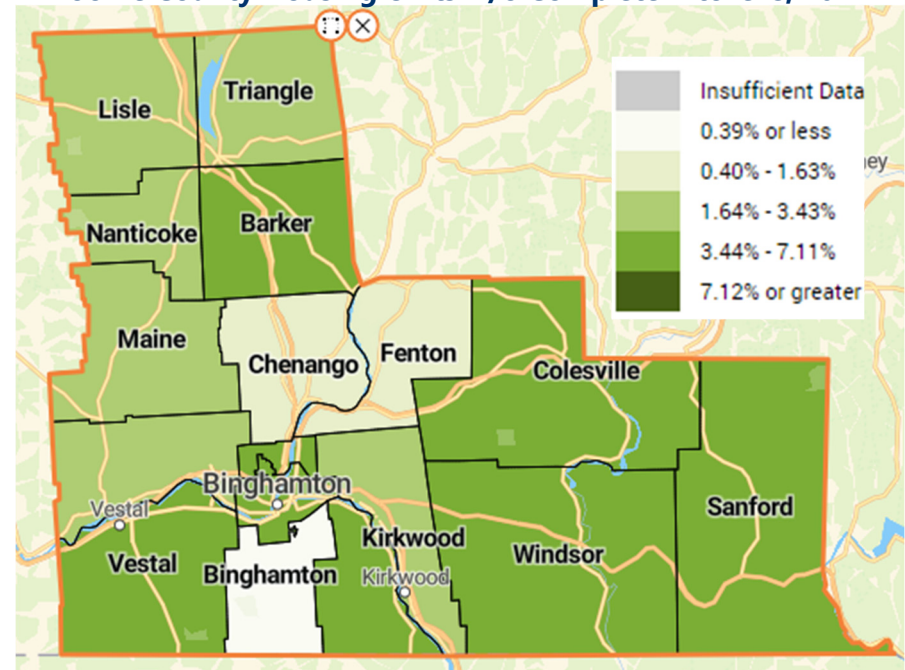 Lisle
Triangle
Nanticoke
Barker
Maine
Chenango
Fenton
Colesville
Binghamton
Vestal
Vestal
Binghamton
Kirkwood
Kirkwood
Windsor
Sanford
Insufficient Data
0.39% or less
0.40% - 1.63%
1.64% - 3.43%
3.44% - 7.11%
7.12% or greater
ey